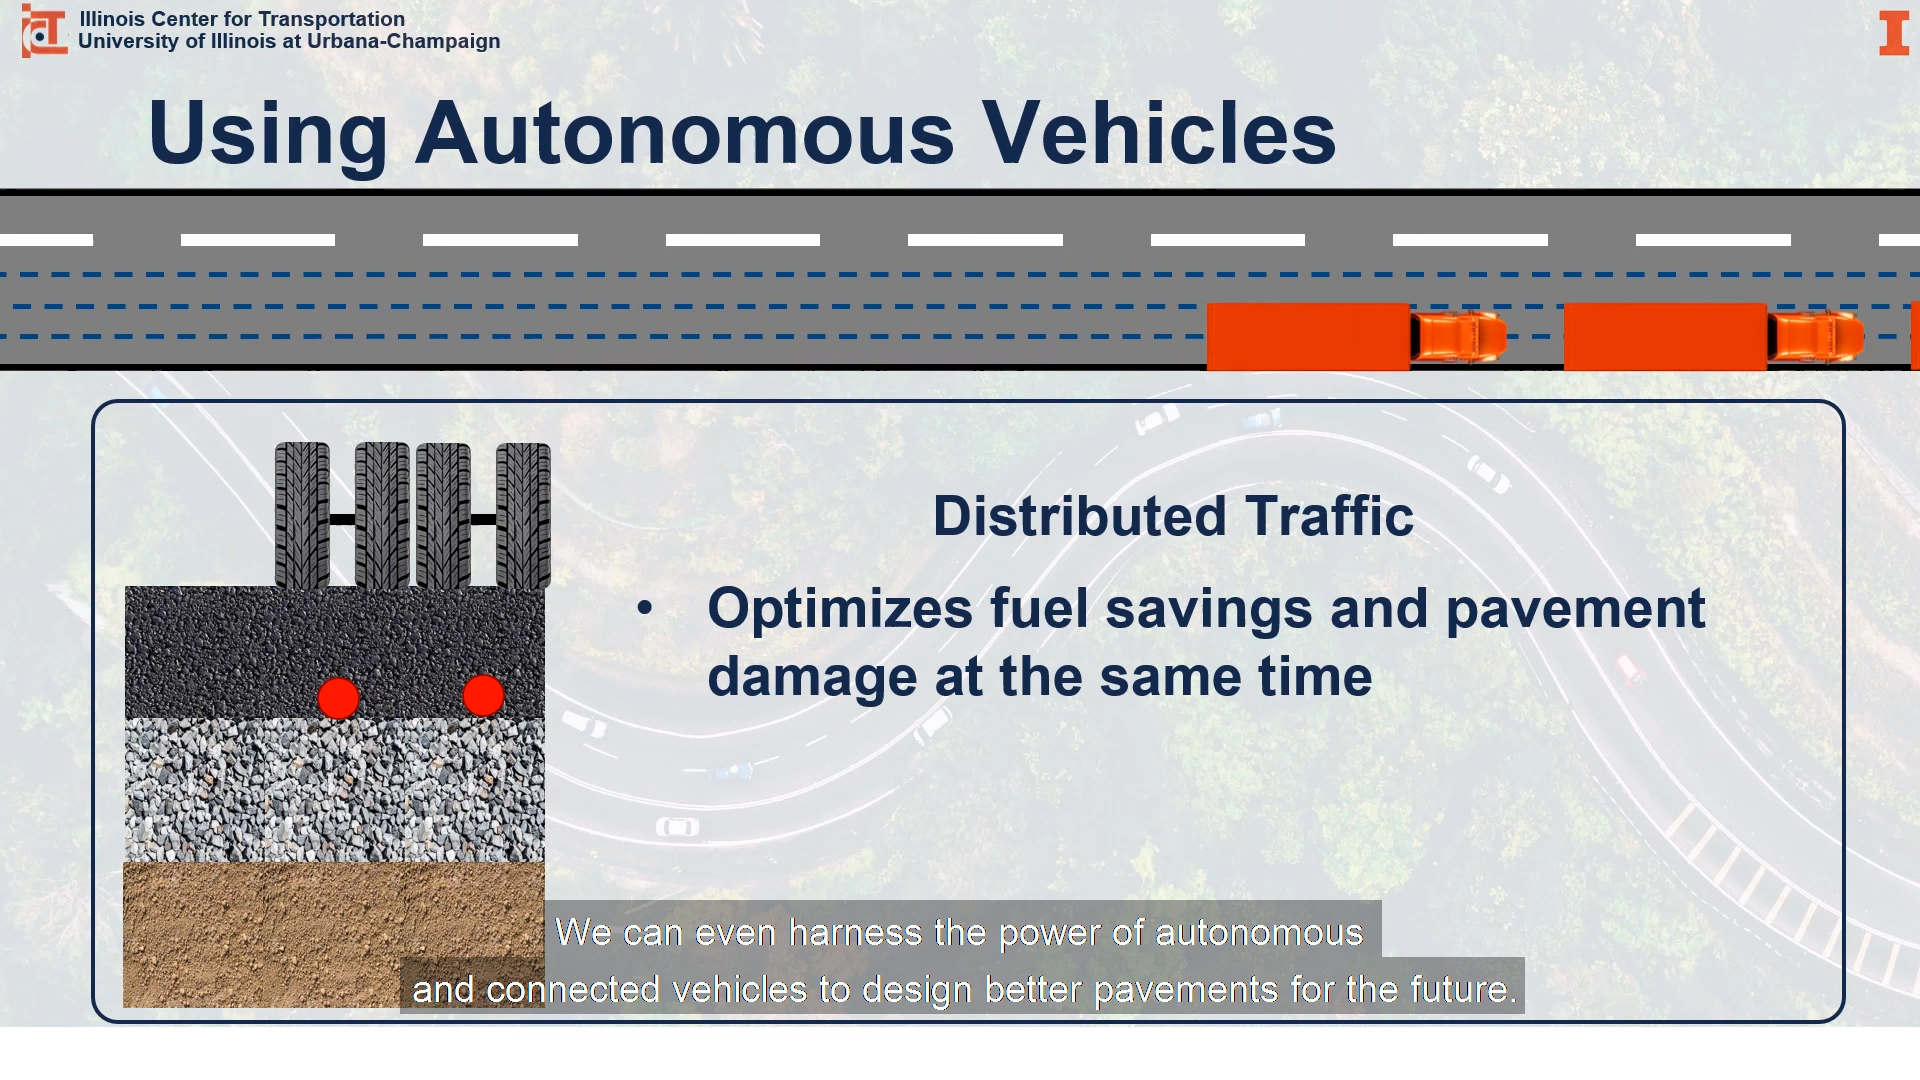 Illinois Center for Transportation
University of Illinois at Urbana-Champaign
Using Autonomous Vehicles
Distributed Traffic
• Optimizes fuel savings and pavement
damage at the same time
We can even harness the power of autonomous
and connected vehicles to design better pavements for the future.